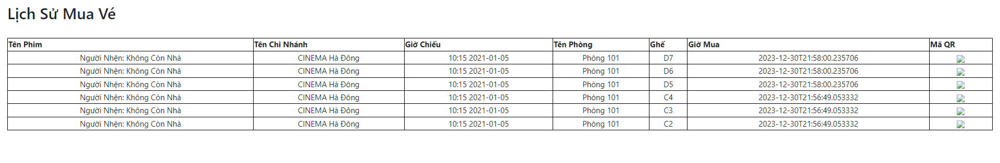 Lịch Sử Mua Vé
Tên Phim Tên Chi Nhánh Giờ Chiếu Tên Phòng Ghế Giờ Mua Mã QR
Người Nhện: Không Còn Nhà CINEMA Hà Đông 10:15 2021-01-05 Phòng 101 D7 2023-12-30T21:58:00.235706
Người Nhện: Không Còn Nhà CINEMA Hà Đông 10:15 2021-01-05 Phòng 101 D6 2023-12-30T21:58:00.235706
Người Nhện: Không Còn Nhà CINEMA Hà Đông 10:15 2021-01-05 Phòng 101 D5 2023-12-30T21:58:00.235706
Người Nhện: Không Còn Nhà CINEMA Hà Đông 10:15 2021-01-05 Phòng 101 C4 2023-12-30T21:56:49.053332
Người Nhện: Không Còn Nhà CINEMA Hà Đông 10:15 2021-01-05 Phòng 101 C3 2023-12-30T21:56:49.053332
Người Nhện: Không Còn Nhà CINEMA Hà Đông 10:15 2021-01-05 Phòng 101 C2 2023-12-30T21:56:49.053332